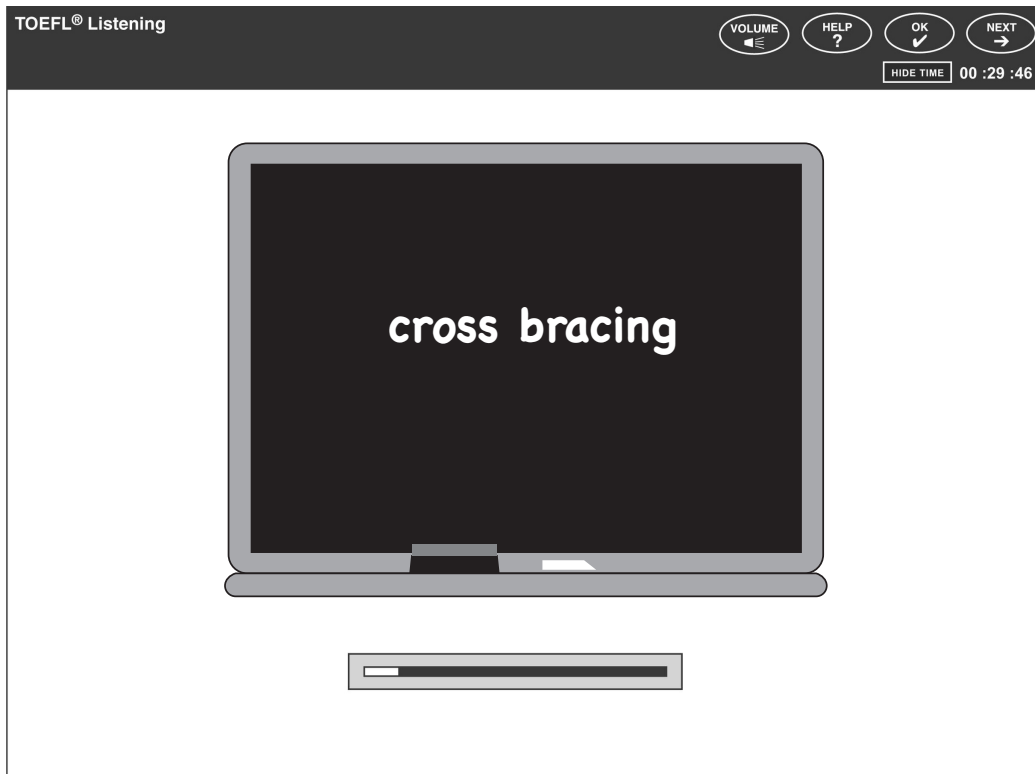 TOEFL® Listening
VOLUME
HELP
?
OK
NEXT
HIDE TIME 00 :29 :46
cross bracing